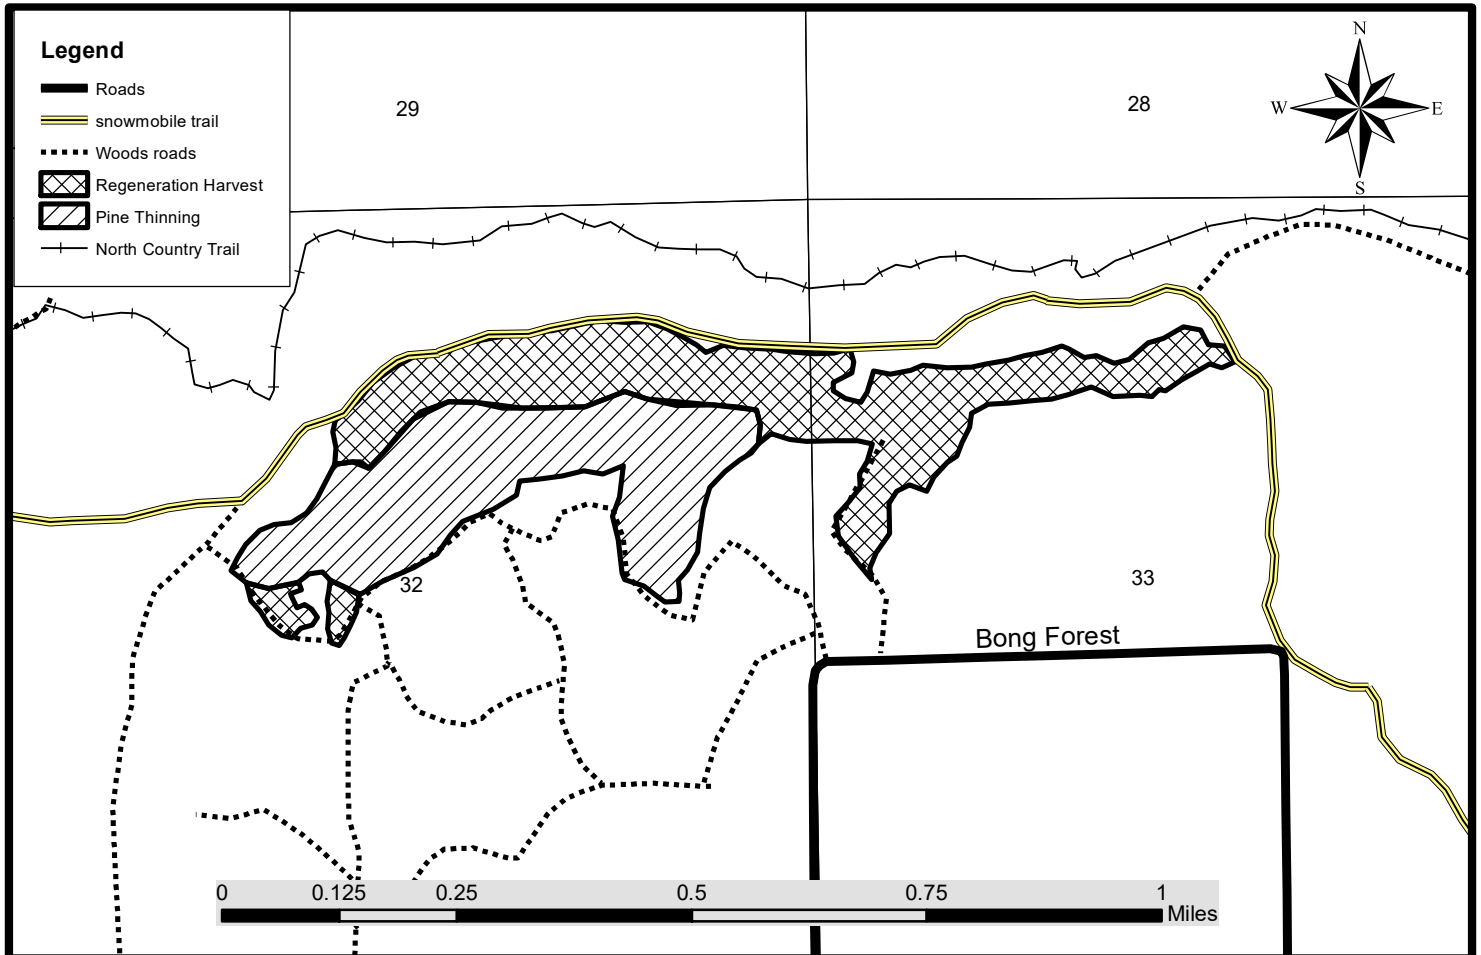 Legend
Roads
snowmobile trail
Woods roads
Regeneration Harvest
Pine Thinning
North Country Trail
29
28
N
W
E
S
32
33
Bong Forest
0 0.125 0.25 0.5 0.75 1
Miles